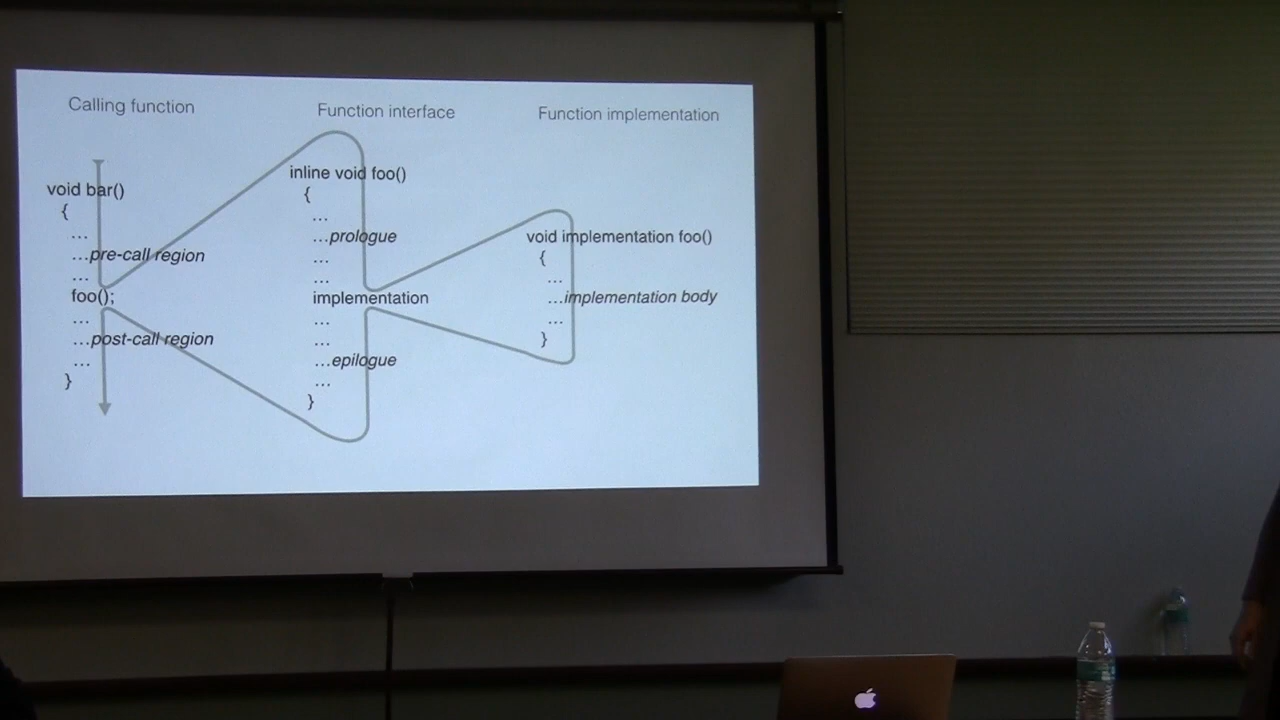 Calling function
void bar()
{
...
...pre-call region
...
foo();
...
...post-call region
...
}
Function interface
inline void foo()
{
...
...prologue
...
...
implementation
...
...
...epilogue
...
}
Function implementation
void implementation foo()
{
...
...implementation body
...
}